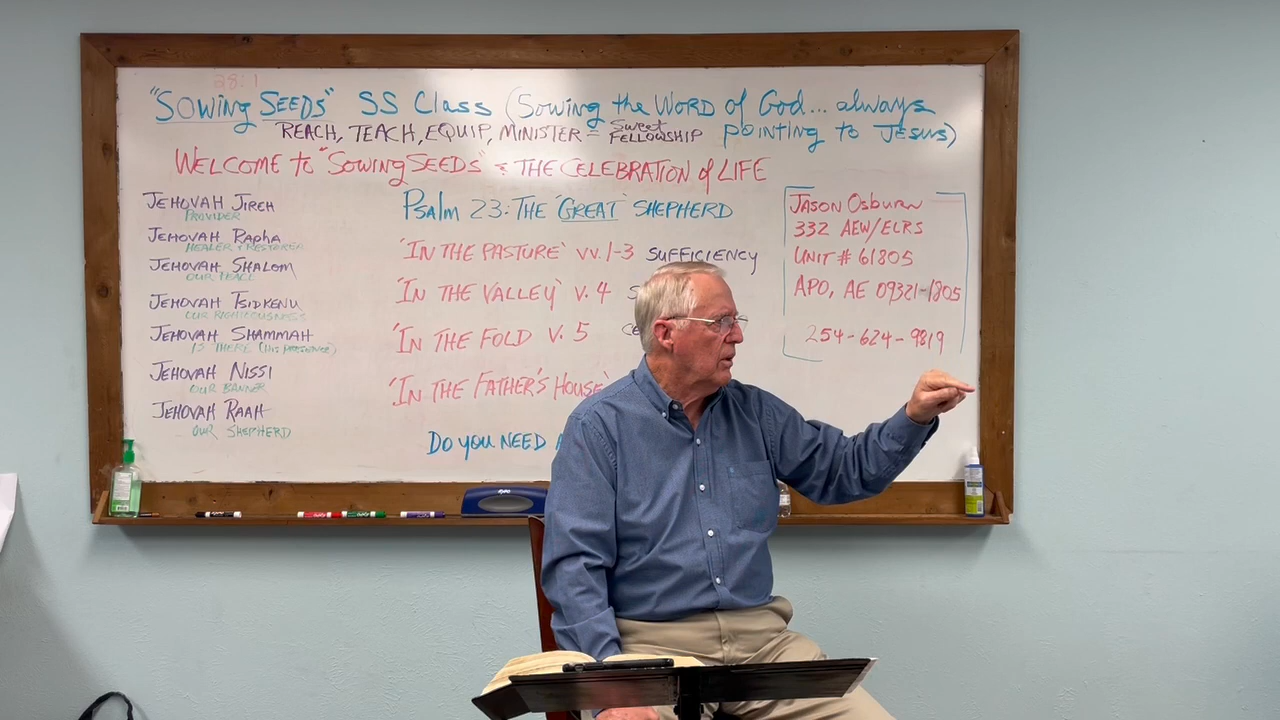 28:1
"SOWING SEEDS" SS CLASS (SOWING THE WORD OF GOD... always
pointing to JESUS)
REACH, TEACH, EQUIP, MINISTER = Sweet FELLOWSHIP
WELCOME TO "SOWING SEEDS" & THE CELEBRATION of LIFE
JEHOVAH JIREH
PROVIDER
JEHOVAH RAPHA
HEALER & RESTORER
JEHOVAH SHALOM
OUR PEACE
JEHOVAH TSIDKENU
OUR RIGHTEOUSNESS
JEHOVAH SHAMMAH
IS THERE (HIS PRESENCE)
JEHOVAH NISSI
OUR BANNER
JEHOVAH RAAH
OUR SHEPHERD
Psalm 23: THE 'GREAT' SHEPHERD
'IN THE PASTURE' vv. 1-3 SUFFICIENCY
'IN THE VALLEY' v. 4
'IN THE FOLD v. 5
'IN THE FATHER'S HOUSE'
DO YOU NEED
JASON OSBURN
332 AEW/ELRS
UNIT # 61805
APO, AE 09321-1805
254-624-9819